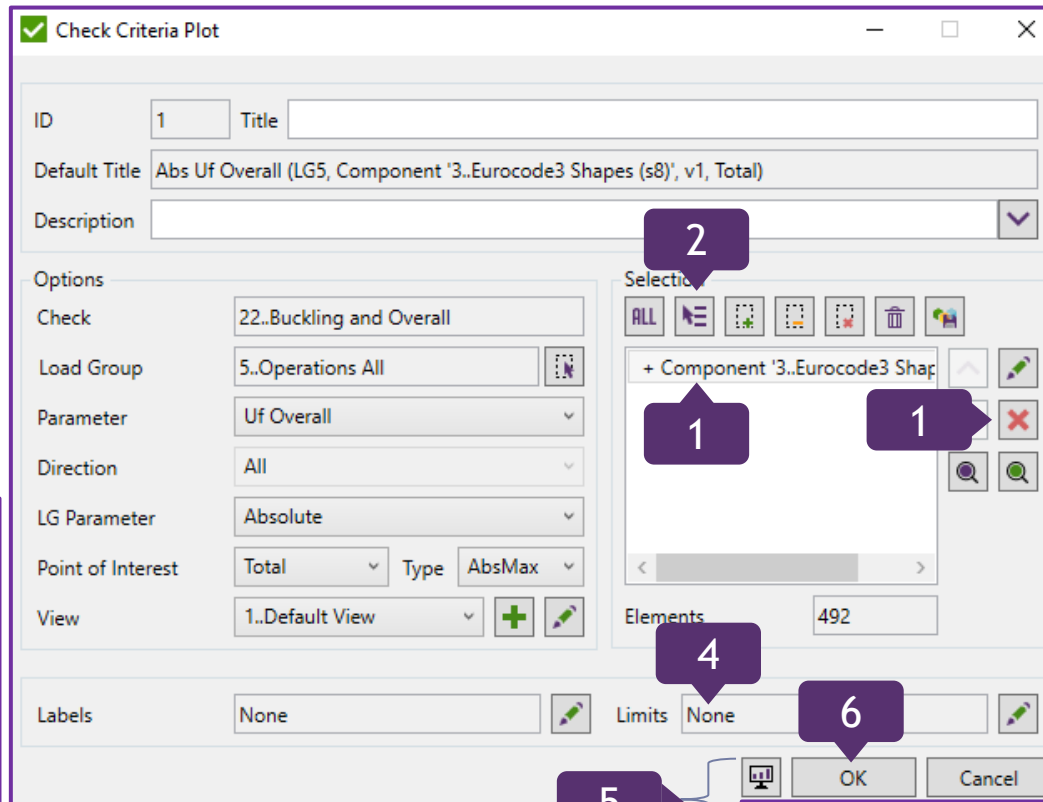 Check Criteria Plot
ID 1 Title
Default Title Abs Uf Overall (LG5, Component '3..Eurocode3 Shapes (s8)', v1, Total)
Description
2
Options
Selection
Check 22..Buckling and Overall
ALL
Load Group 5..Operations All
+ Component '3..Eurocode3 Shap
Parameter Uf Overall
1
1
Direction All
LG Parameter Absolute
Point of Interest Total Type AbsMax
View 1..Default View
Elements 492
4
Labels None
Limits None
6
OK Cancel
5